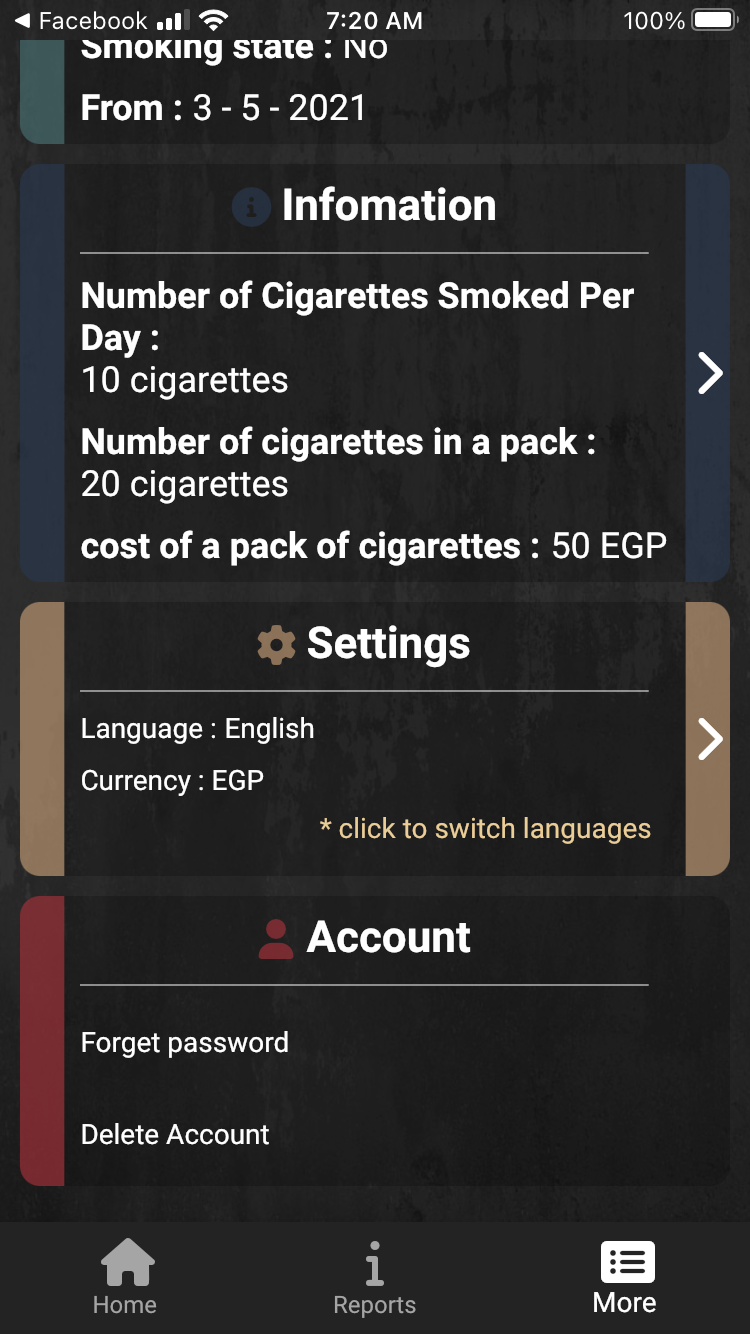 Facebook
7:20 AM
100%
Smoking state : No
From : 3 - 5 - 2021
Infomation
Number of Cigarettes Smoked Per
Day :
10 cigarettes
Number of cigarettes in a pack :
20 cigarettes
cost of a pack of cigarettes : 50 EGP
Settings
Language : English
Currency : EGP
* click to switch languages
Account
Forget password
Delete Account
Home
Reports
More